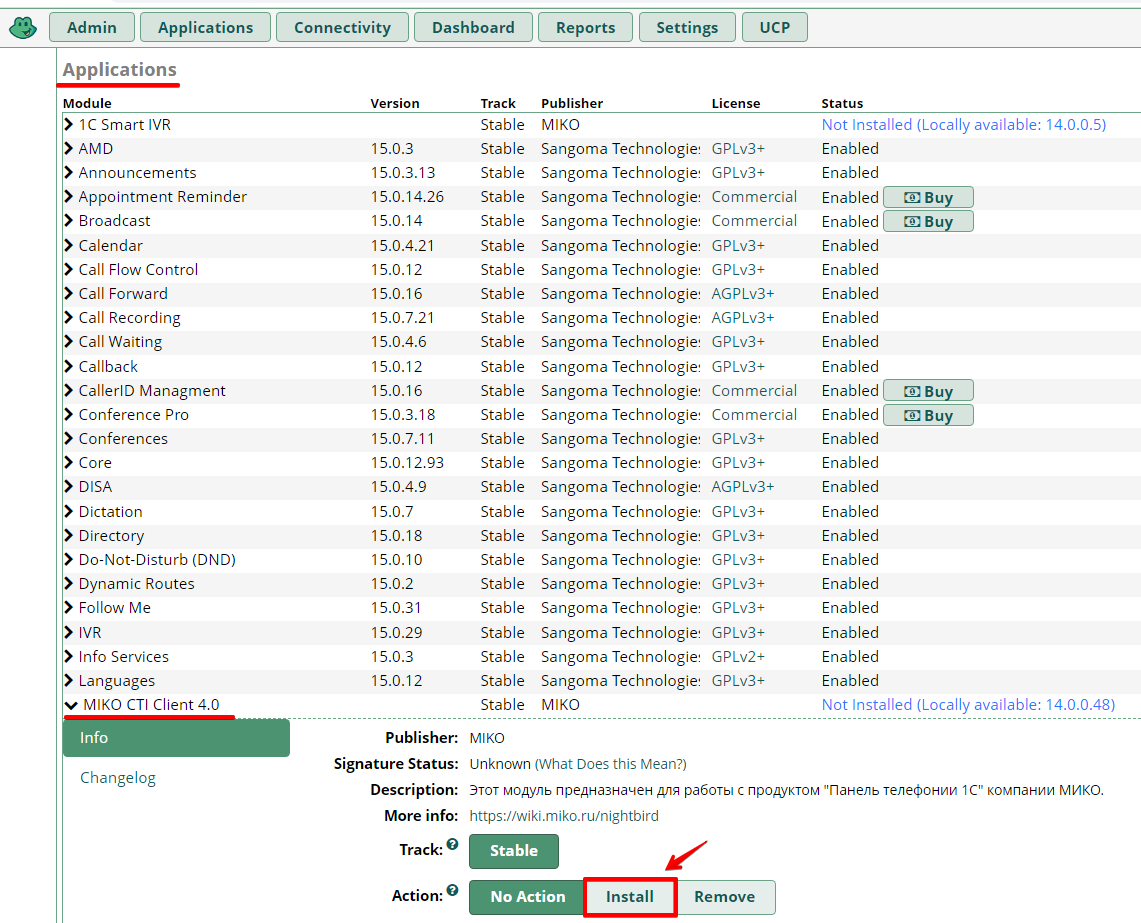 Admin Applications Connectivity Dashboard Reports Settings UCP
Applications
Module Version Track Publisher License Status
1C Smart IVR Stable MIKO Not Installed (Locally available: 14.0.0.5)
AMD 15.0.3 Stable Sangoma Technologies GPLv3+ Enabled
Announcements 15.0.3.13 Stable Sangoma Technologies GPLv3+ Enabled
Appointment Reminder 15.0.14.26 Stable Sangoma Technologies Commercial Enabled Buy
Broadcast 15.0.14 Stable Sangoma Technologies Commercial Enabled Buy
Calendar 15.0.4.21 Stable Sangoma Technologies GPLv3+ Enabled
Call Flow Control 15.0.12 Stable Sangoma Technologies GPLv3+ Enabled
Call Forward 15.0.16 Stable Sangoma Technologies AGPLv3+ Enabled
Call Recording 15.0.7.21 Stable Sangoma Technologies AGPLv3+ Enabled
Call Waiting 15.0.4.6 Stable Sangoma Technologies GPLv3+ Enabled
Callback 15.0.12 Stable Sangoma Technologies GPLv3+ Enabled
CallerID Managment 15.0.16 Stable Sangoma Technologies Commercial Enabled Buy
Conference Pro 15.0.3.18 Stable Sangoma Technologies Commercial Enabled Buy
Conferences 15.0.7.11 Stable Sangoma Technologies GPLv3+ Enabled
Core 15.0.12.93 Stable Sangoma Technologies GPLv3+ Enabled
DISA 15.0.4.9 Stable Sangoma Technologies AGPLv3+ Enabled
Dictation 15.0.7 Stable Sangoma Technologies GPLv3+ Enabled
Directory 15.0.18 Stable Sangoma Technologies GPLv3+ Enabled
Do-Not-Disturb (DND) 15.0.10 Stable Sangoma Technologies GPLv3+ Enabled
Dynamic Routes 15.0.2 Stable Sangoma Technologies GPLv3+ Enabled
Follow Me 15.0.31 Stable Sangoma Technologies GPLv3+ Enabled
IVR 15.0.29 Stable Sangoma Technologies GPLv3+ Enabled
Info Services 15.0.3 Stable Sangoma Technologies GPLv2+ Enabled
Languages 15.0.12 Stable Sangoma Technologies GPLv3+ Enabled
MIKO CTI Client 4.0 Stable MIKO Not Installed (Locally available: 14.0.0.48)
Info
Changelog
Publisher: MIKO
Signature Status: Unknown (What Does this Mean?)
Description: Этот модуль предназначен для работы с продуктом "Панель телефонии 1С" компании МИКО.
More info: https://wiki.miko.ru/nightbird
Track: Stable
Action: No Action Install Remove